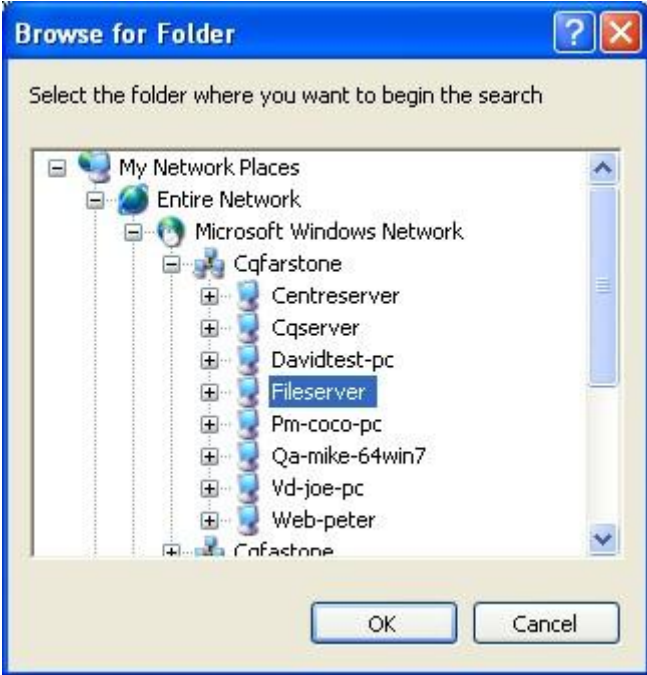 Browse for Folder
Select the folder where you want to begin the search
My Network Places
Entire Network
Microsoft Windows Network
Cqfarstone
Centreserver
Cqserver
Davidtest-pc
Fileserver
Pm-coco-pc
Qa-mike-64win7
Vd-joe-pc
Web-peter
Cqfastone
OK Cancel